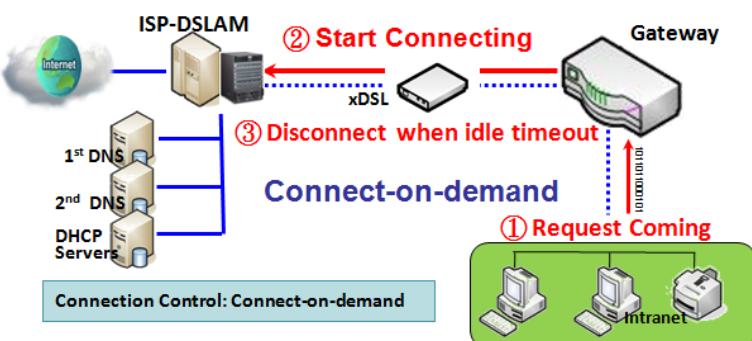 ISP-DSLAM
② Start Connecting
Gateway
Internet
xDSL
③ Disconnect when idle timeout
1st DNS
101101000101
2nd DNS
Connect-on-demand
① Request Coming
DHCP
Servers
Connection Control: Connect-on-demand
Intranet